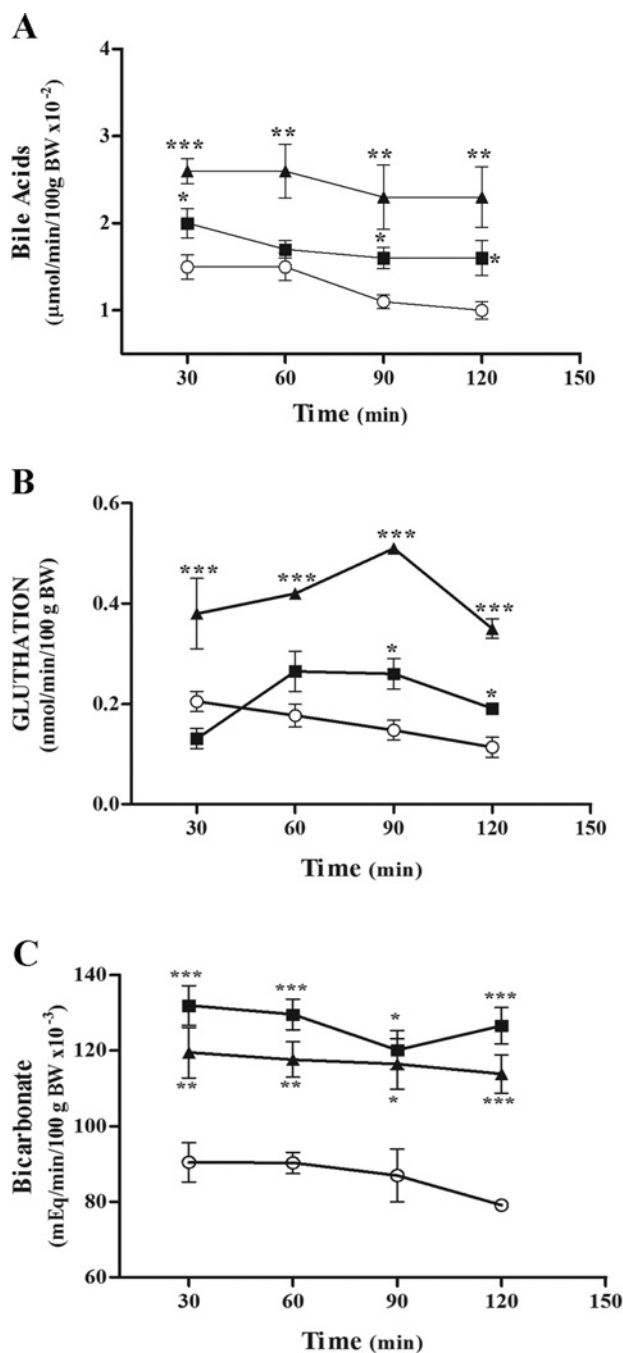 A
4
3
2
1
Bile Acids
(µmol/min/100g BW x10⁻²)
***
**
**
**
*
*
*
30 60 90 120 150
Time (min)
B
0.6
0.4
0.2
0.0
GLUTHATION
(nmol/min/100 g BW)
***
***
***
***
*
*
30 60 90 120 150
Time (min)
C
140
120
100
80
60
Bicarbonate
(mEq/min/100 g BW x10⁻³)
***
***
*
***
**
**
*
***
30 60 90 120 150
Time (min)